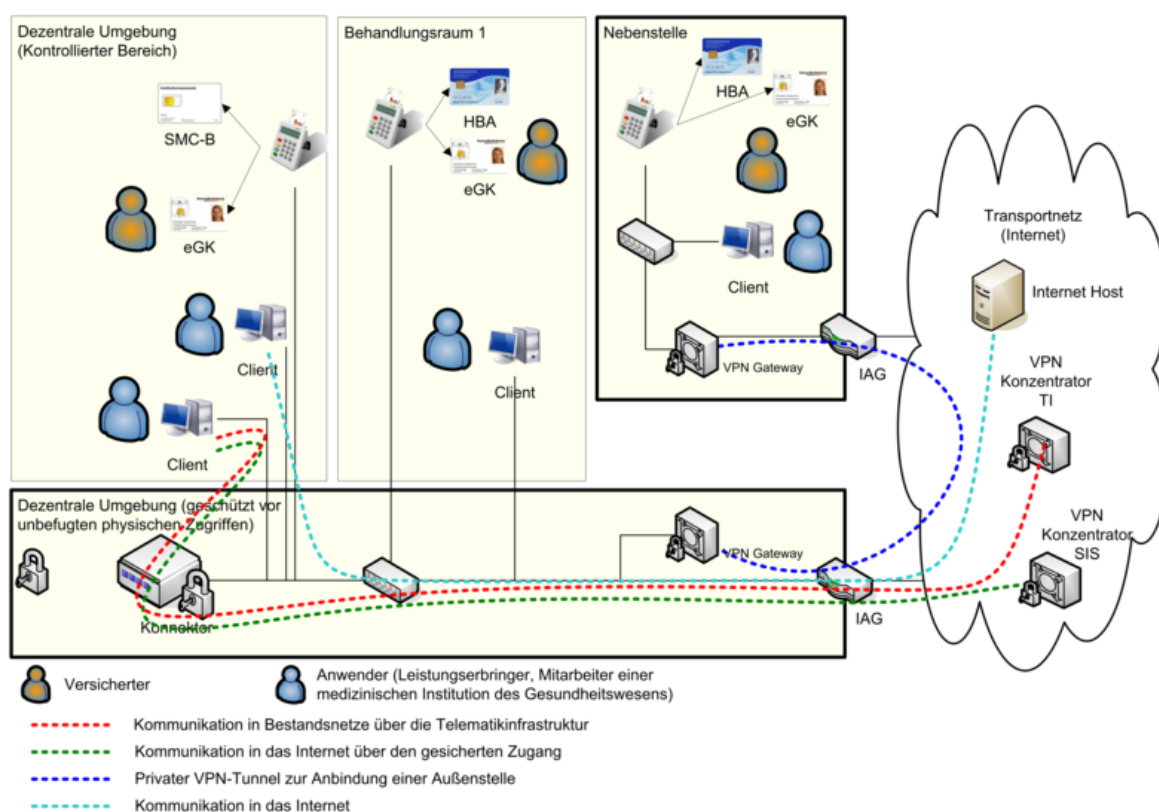 Dezentrale Umgebung
(Kontrollierter Bereich)
SMC-B
eGK
Client
Client
Behandlungsraum 1
HBA
eGK
Client
Nebenstelle
HBA
eGK
Client
VPN Gateway
IAG
Transportnetz
(Internet)
Internet Host
VPN
Konzentrator
TI
VPN
Konzentrator
SIS
Dezentrale Umgebung (geschützt vor
unbefugten physischen Zugriffen)
Konnektor
VPN Gateway
IAG
Versicherter
Anwender (Leistungserbringer, Mitarbeiter einer
medizinischen Institution des Gesundheitswesens)
Kommunikation in Bestandsnetze über die Telematikinfrastruktur
Kommunikation in das Internet über den gesicherten Zugang
Privater VPN-Tunnel zur Anbindung einer Außenstelle
Kommunikation in das Internet